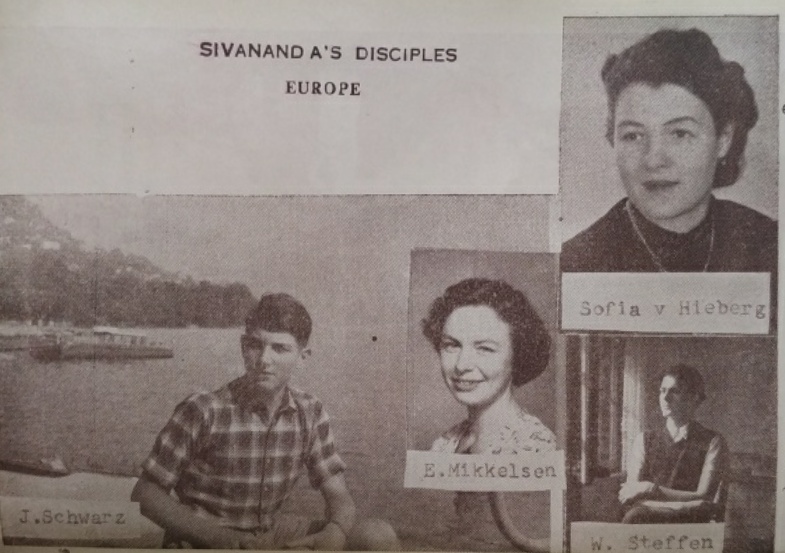 SIVANANDA'S DISCIPLES
EUROPE
Sofia v Hieberg
E.Mikkelsen
J.Schwarz
W. Steffen